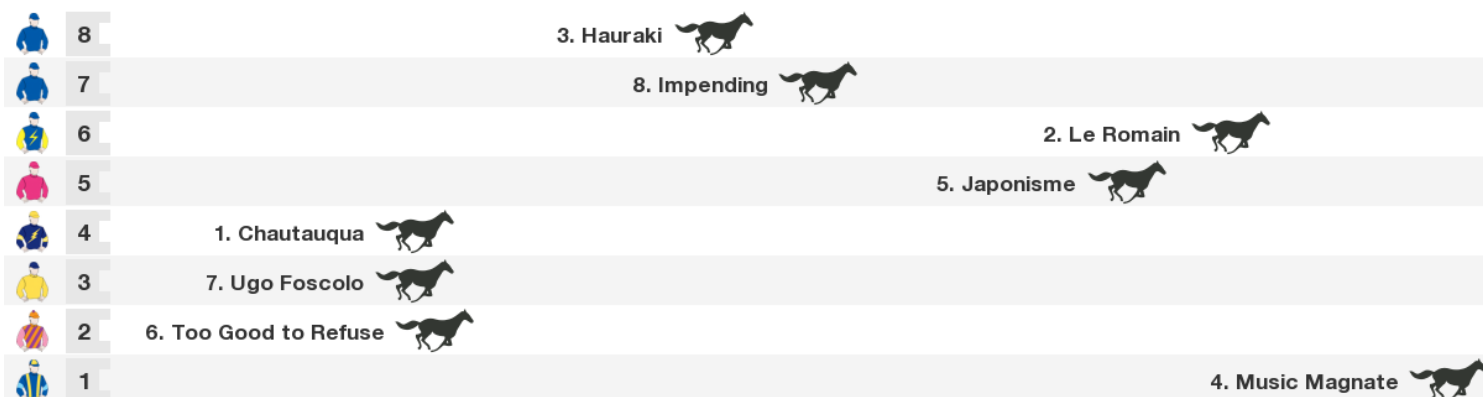 8 3. Hauraki
7 8. Impending
6 2. Le Romain
5 5. Japonisme
4 1. Chautauqua
3 7. Ugo Foscolo
2 6. Too Good to Refuse
1 4. Music Magnate